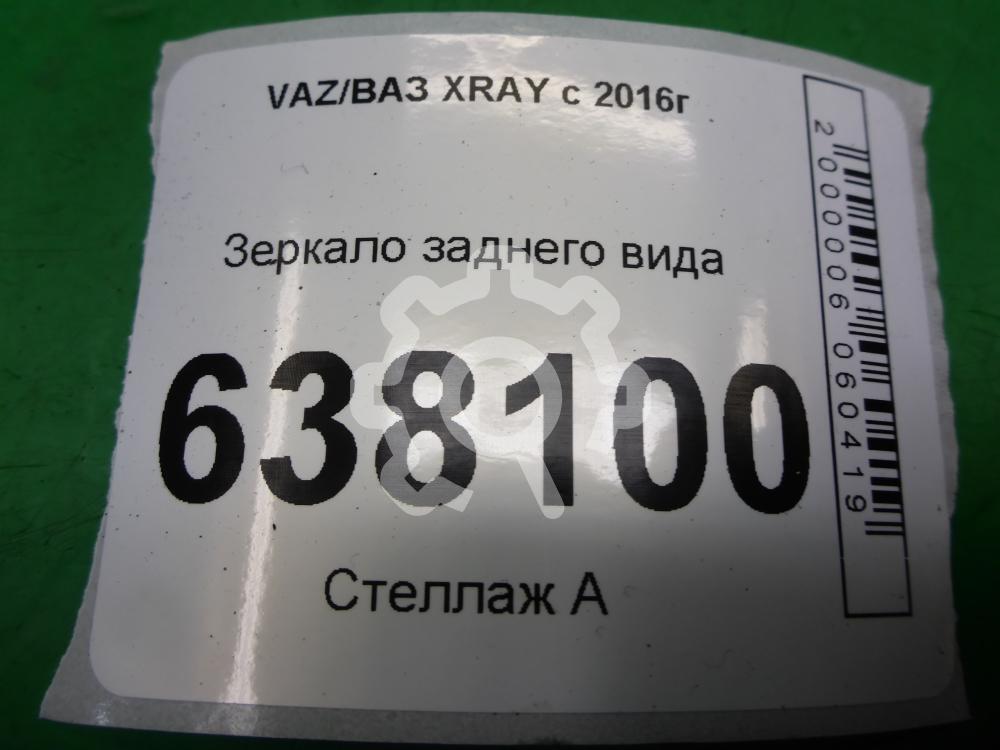 VAZ/ВАЗ XRAY с 2016г
Зеркало заднего вида
638100
Стеллаж А
2000006060419